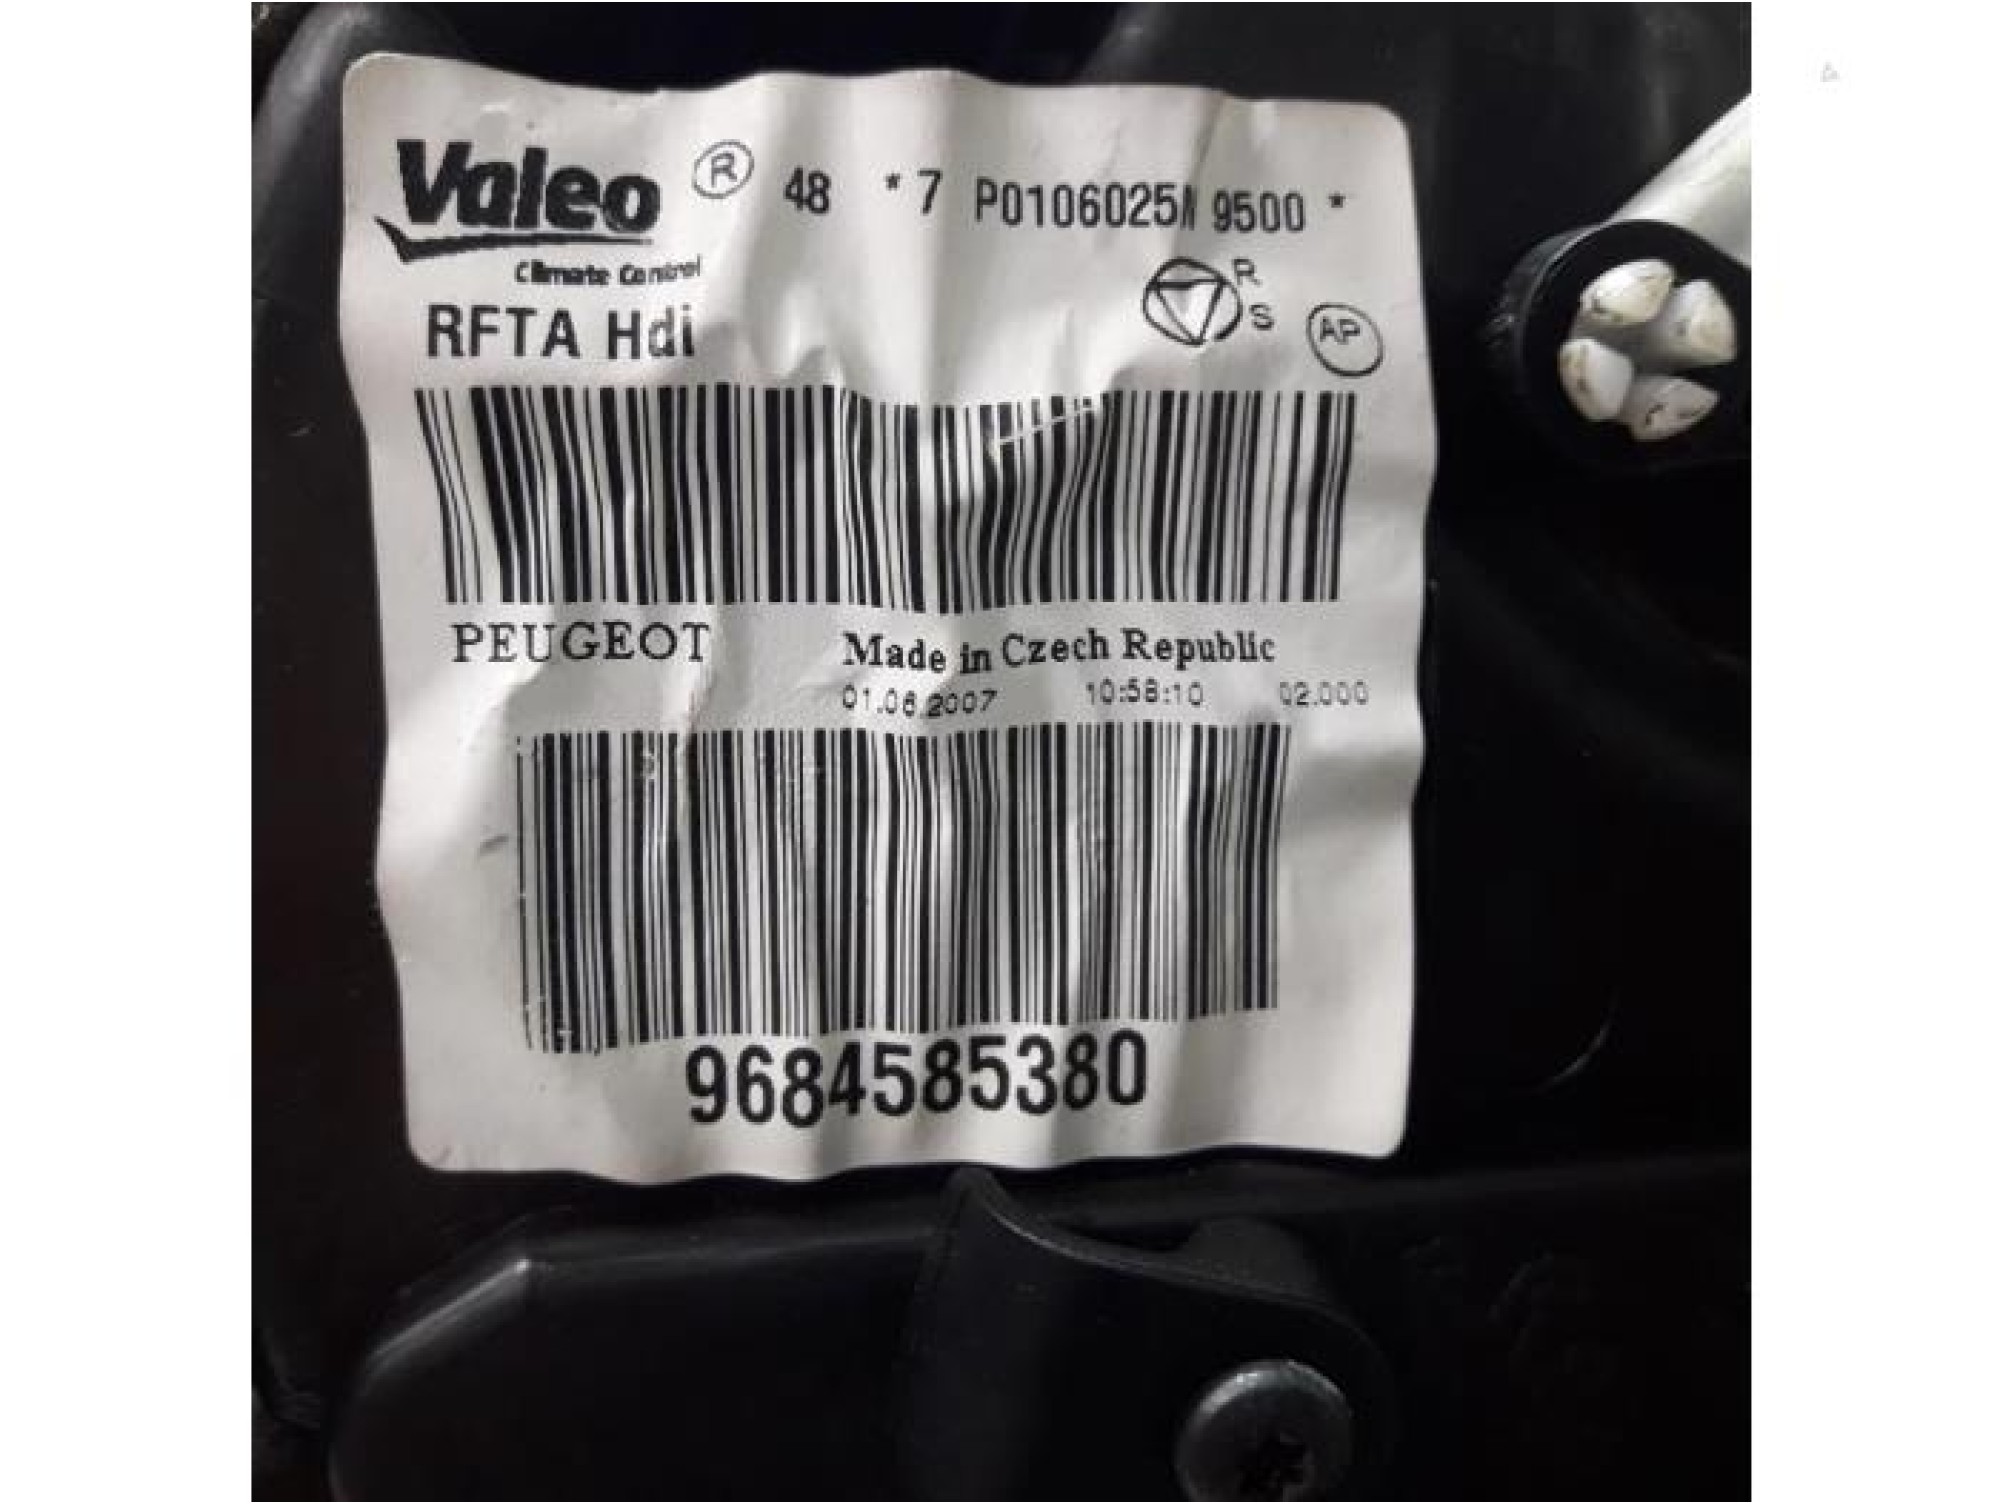 Valeo ® 48 *7 P0106025N 9500 *
Climate Control
R
S
RFTA Hdi
AP
PEUGEOT
Made in Czech Republic
01.06.2007 10:58:10 02.000
9684585380